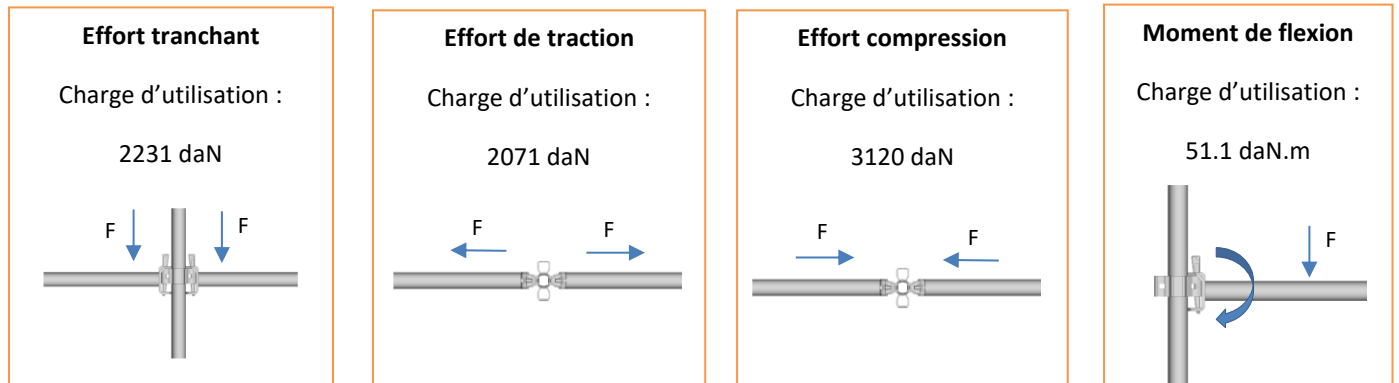 Effort tranchant
Charge d'utilisation :
2231 daN
F
F
Effort de traction
Charge d'utilisation :
2071 daN
F
F
Effort compression
Charge d'utilisation :
3120 daN
F
F
Moment de flexion
Charge d'utilisation :
51.1 daN.m
F